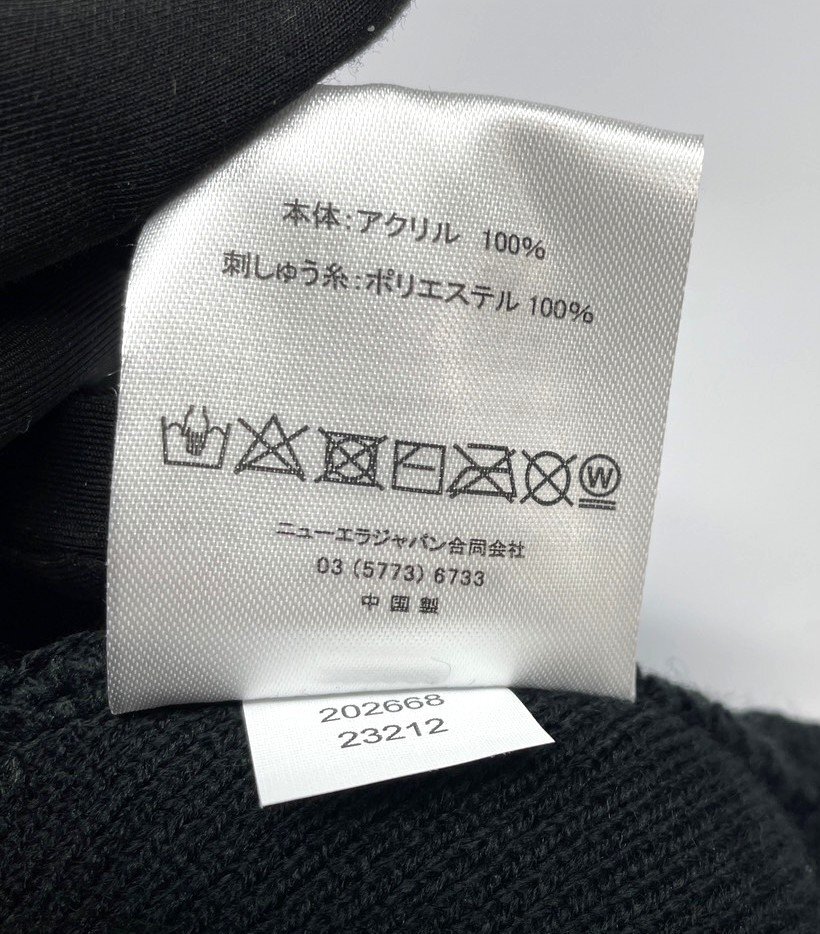 本体:アクリル 100%
刺しゅう糸:ポリエステル 100%
W
ニューエラジャパン合同会社
03 (5773) 6733
中国製
202668
23212